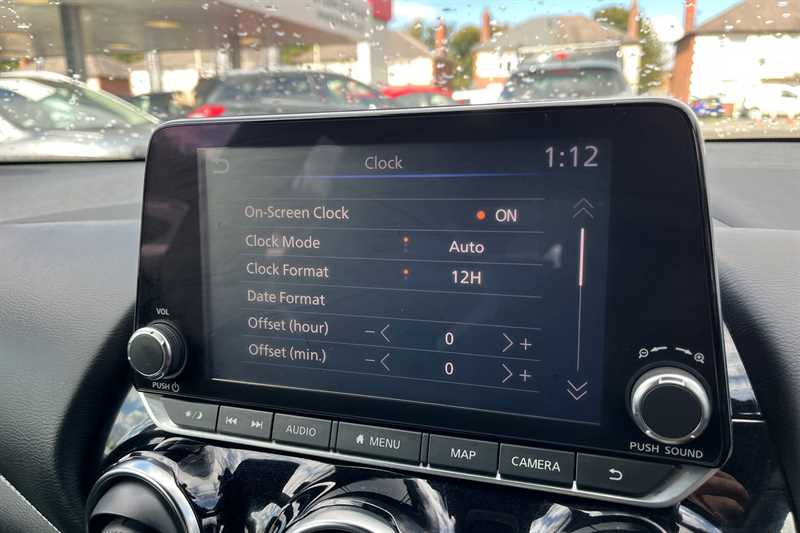 Clock 1:12
On-Screen Clock ON
Clock Mode Auto
Clock Format 12H
Date Format
Offset (hour) − 0 +
Offset (min.) − 0 +
VOL
PUSH
AUDIO
MENU
MAP
CAMERA
PUSH SOUND